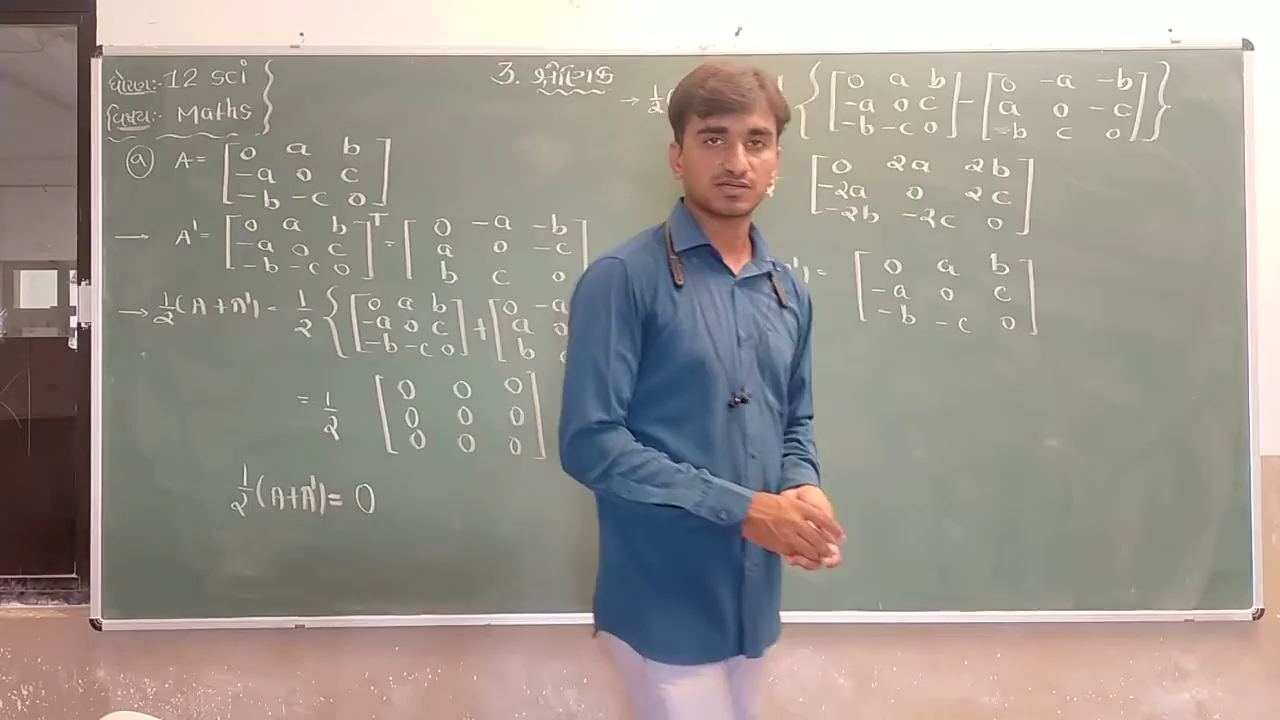 ધોરણ:- 12 sci
વિષય:- Maths
3. શ્રેણિક
(9) A = [0 a b
-a 0 c
-b -c 0]
→ A' = [0 a b
-a 0 c
-b -c 0]ᵀ = [0 -a -b
a 0 -c
b c 0]
→ 1/2 (A + A') = 1/2 { [0 a b
-a 0 c
-b -c 0] + [0 -a
a 0
b
= 1/2 [0 0 0
0 0 0
0 0 0]
1/2 (A+A') = 0
→ 1/2 (
{ [0 a b
-a 0 c
-b -c 0] - [0 -a -b
a 0 -c
b c 0] }
[0 2a 2b
-2a 0 2c
-2b -2c 0]
') = [0 a b
-a 0 c
-b -c 0]